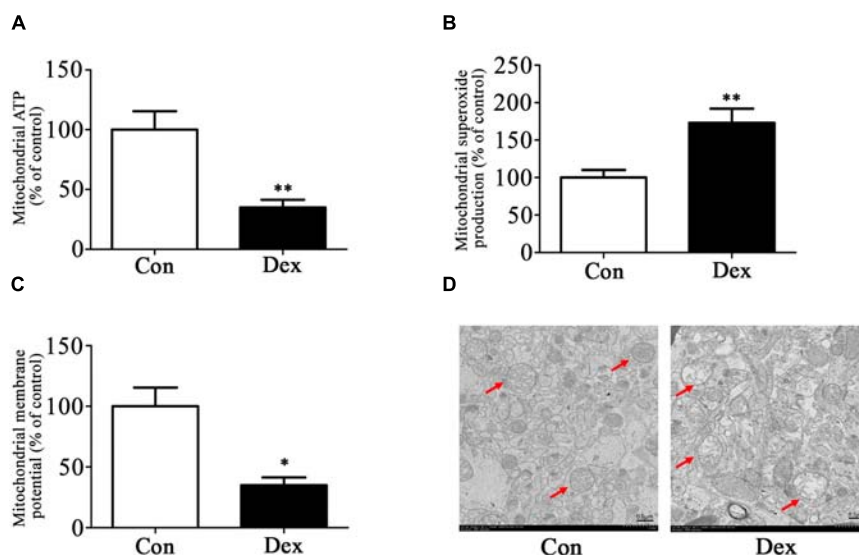 A
Mitochondrial ATP
(% of control)
150
100
50
0
**
Con Dex
B
Mitochondrial superoxide
production (% of control)
250
200
150
100
50
0
**
Con Dex
C
Mitochondrial membrane
potential (% of control)
150
100
50
0
*
Con Dex
D
Con Dex